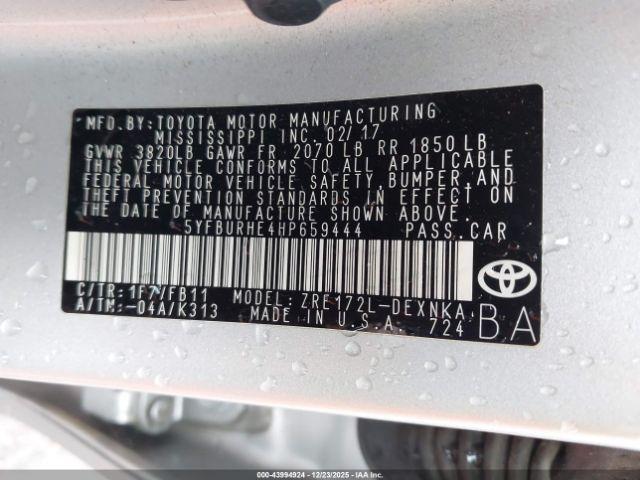 MFD. BY: TOYOTA MOTOR MANUFACTURING
MISSISSIPPI INC. 02/17
GVWR 3820LB GAWR FR 2070 LB RR 1850 LB
THIS VEHICLE CONFORMS TO ALL APPLICABLE
FEDERAL MOTOR VEHICLE SAFETY, BUMPER, AND
THEFT PREVENTION STANDARDS IN EFFECT ON
THE DATE OF MANUFACTURE SHOWN ABOVE.
5YFBURHE4HP659444 PASS. CAR
C/TR: 1F7/FB11 MODEL: ZRE172L-DEXNKA
A/TM: -04A/K313 MADE IN U.S.A. 724 BA
000-43994924 - 12/23/2025 - IAAI.COM